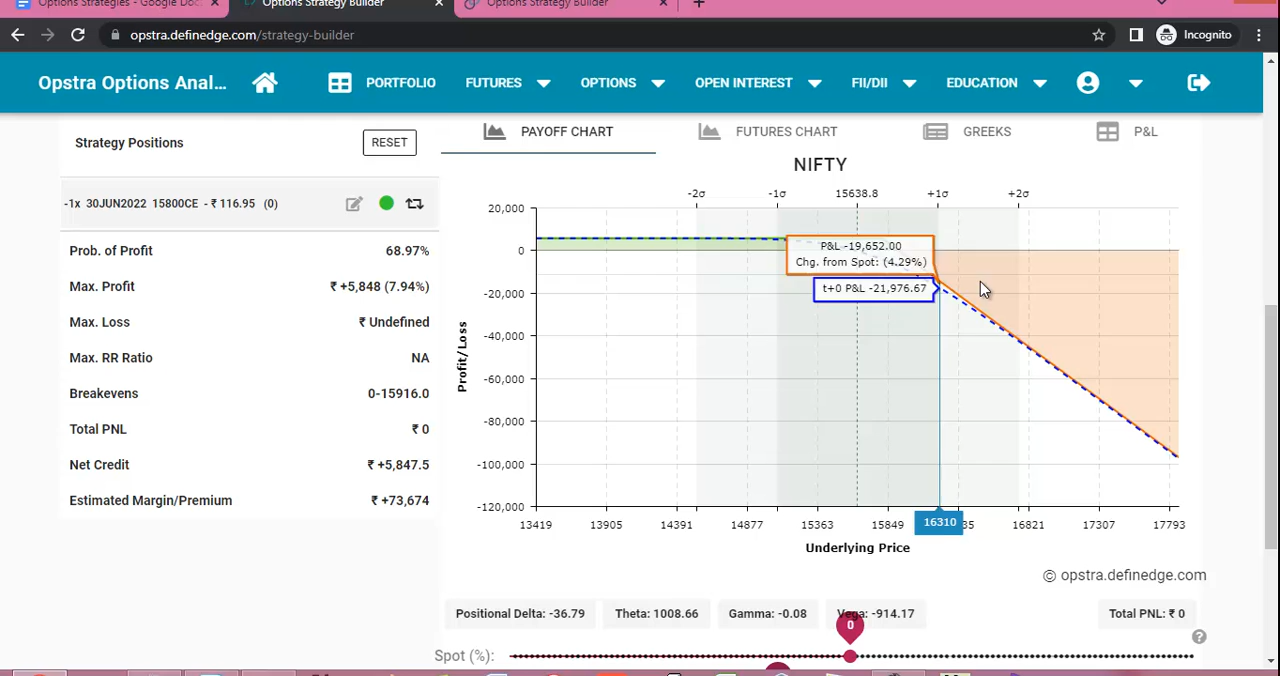 Options Strategies - Google Doc
Options Strategy Builder
Options Strategy Builder
opstra.definedge.com/strategy-builder
Incognito
Opstra Options Anal...
PORTFOLIO
FUTURES
OPTIONS
OPEN INTEREST
FII/DII
EDUCATION
Strategy Positions
RESET
PAYOFF CHART
FUTURES CHART
GREEKS
P&L
-1x 30JUN2022 15800CE - ₹ 116.95 (0)
Prob. of Profit 68.97%
Max. Profit ₹ +5,848 (7.94%)
Max. Loss ₹ Undefined
Max. RR Ratio NA
Breakevens 0-15916.0
Total PNL ₹ 0
Net Credit ₹ +5,847.5
Estimated Margin/Premium ₹ +73,674
NIFTY
-2σ -1σ 15638.8 +1σ +2σ
20,000
0
-20,000
-40,000
-60,000
-80,000
-100,000
-120,000
Profit/Loss
P&L -19,652.00
Chg. from Spot: (4.29%)
t+0 P&L -21,976.67
13419 13905 14391 14877 15363 15849 16310 16821 17307 17793
Underlying Price
© opstra.definedge.com
Positional Delta: -36.79
Theta: 1008.66
Gamma: -0.08
Vega: -914.17
Total PNL: ₹ 0
0
Spot (%):
?